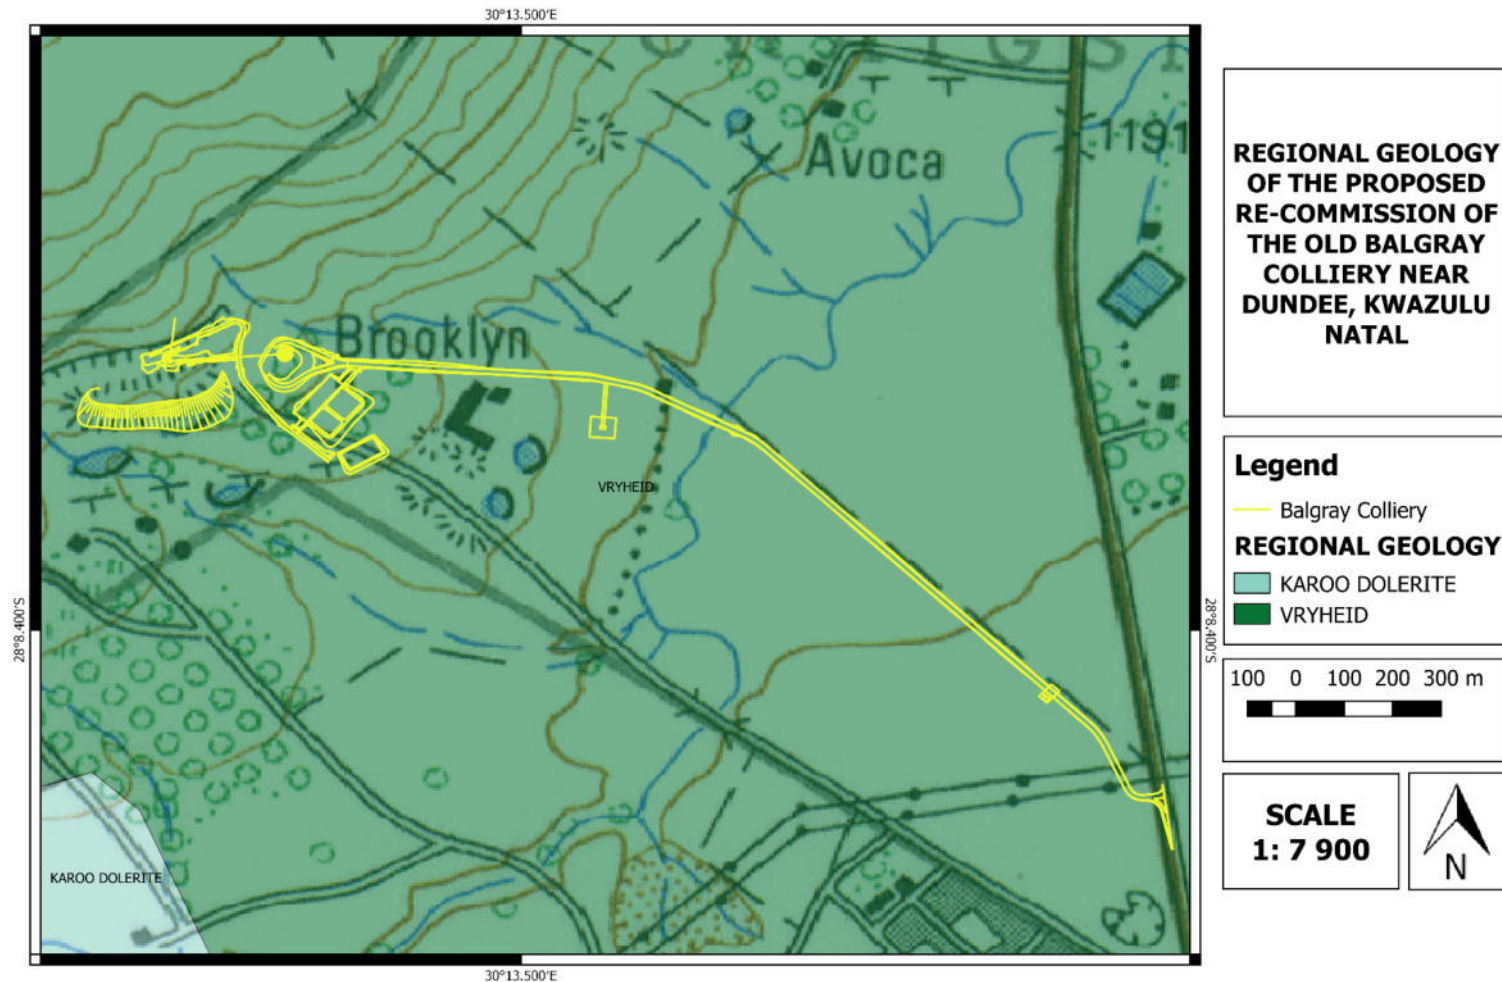 30°13.500'E
Avoca
1191
Brooklyn
VRYHEID
28°8.400'S
28°8.400'S
KAROO DOLERITE
30°13.500'E
REGIONAL GEOLOGY
OF THE PROPOSED
RE-COMMISSION OF
THE OLD BALGRAY
COLLIERY NEAR
DUNDEE, KWAZULU
NATAL
Legend
Balgray Colliery
REGIONAL GEOLOGY
KAROO DOLERITE
VRYHEID
100 0 100 200 300 m
SCALE
1: 7 900
N